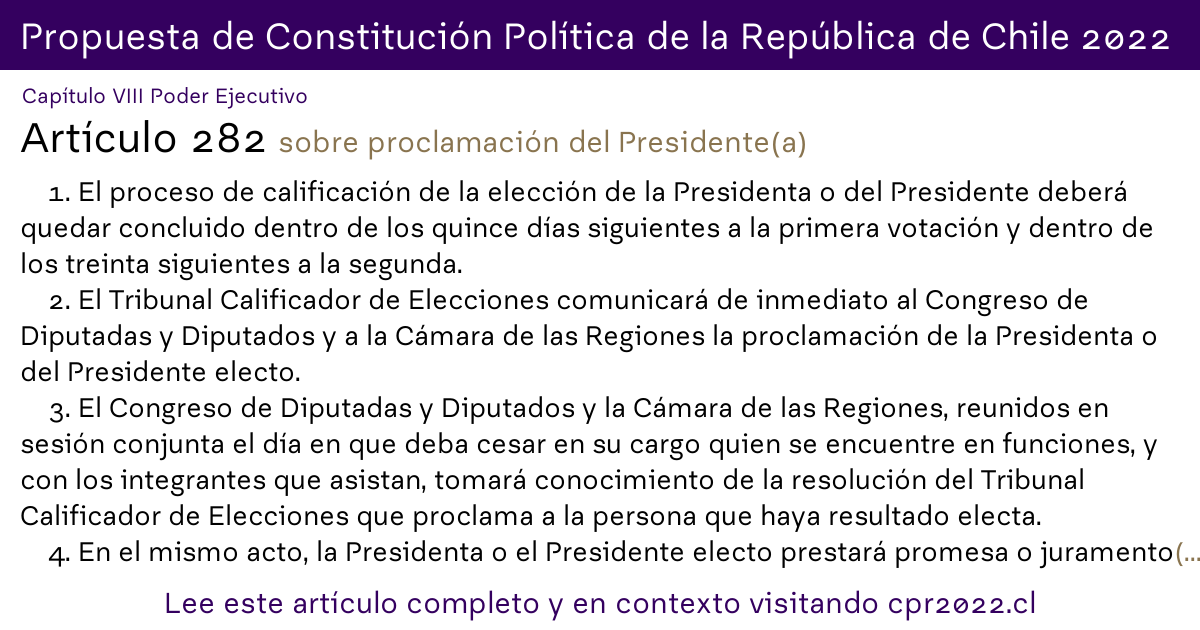 Propuesta de Constitución Política de la República de Chile 2022
Capítulo VIII Poder Ejecutivo
Artículo 282 sobre proclamación del Presidente(a)
1. El proceso de calificación de la elección de la Presidenta o del Presidente deberá
quedar concluido dentro de los quince días siguientes a la primera votación y dentro de
los treinta siguientes a la segunda.
2. El Tribunal Calificador de Elecciones comunicará de inmediato al Congreso de
Diputadas y Diputados y a la Cámara de las Regiones la proclamación de la Presidenta o
del Presidente electo.
3. El Congreso de Diputadas y Diputados y la Cámara de las Regiones, reunidos en
sesión conjunta el día en que deba cesar en su cargo quien se encuentre en funciones, y
con los integrantes que asistan, tomará conocimiento de la resolución del Tribunal
Calificador de Elecciones que proclama a la persona que haya resultado electa.
4. En el mismo acto, la Presidenta o el Presidente electo prestará promesa o juramento(...
Lee este artículo completo y en contexto visitando cpr2022.cl